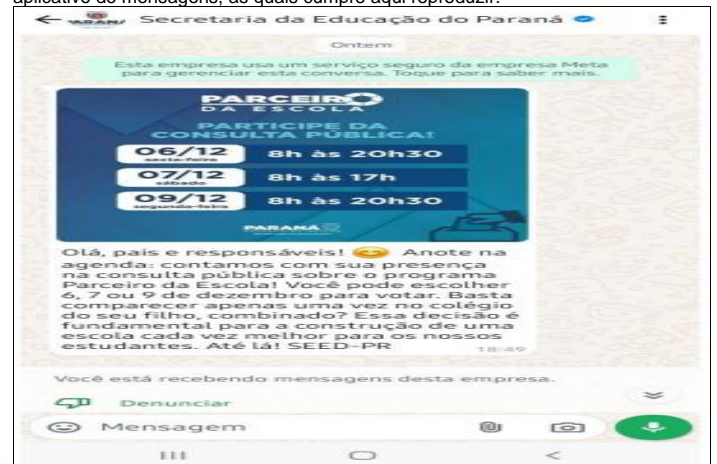 aplicativo de mensagens, as quais cumpro aqui reproduzir:
PARANÁ
Secretaria da Educação do Paraná
Ontem
Esta empresa usa um serviço seguro da empresa Meta
para gerenciar esta conversa. Toque para saber mais.
PARCEIRO
DA ESCOLA
PARTICIPE DA
CONSULTA PÚBLICA!
06/12 sexta-feira 8h às 20h30
07/12 sábado 8h às 17h
09/12 segunda-feira 8h às 20h30
PARANÁ
Olá, pais e responsáveis! 😊 Anote na
agenda: contamos com sua presença
na consulta pública sobre o programa
Parceiro da Escola! Você pode escolher
6, 7 ou 9 de dezembro para votar. Basta
comparecer apenas uma vez no colégio
do seu filho, combinado? Essa decisão é
fundamental para a construção de uma
escola cada vez melhor para os nossos
estudantes. Até lá! SEED-PR
18:49
Você está recebendo mensagens desta empresa.
Denunciar
Mensagem